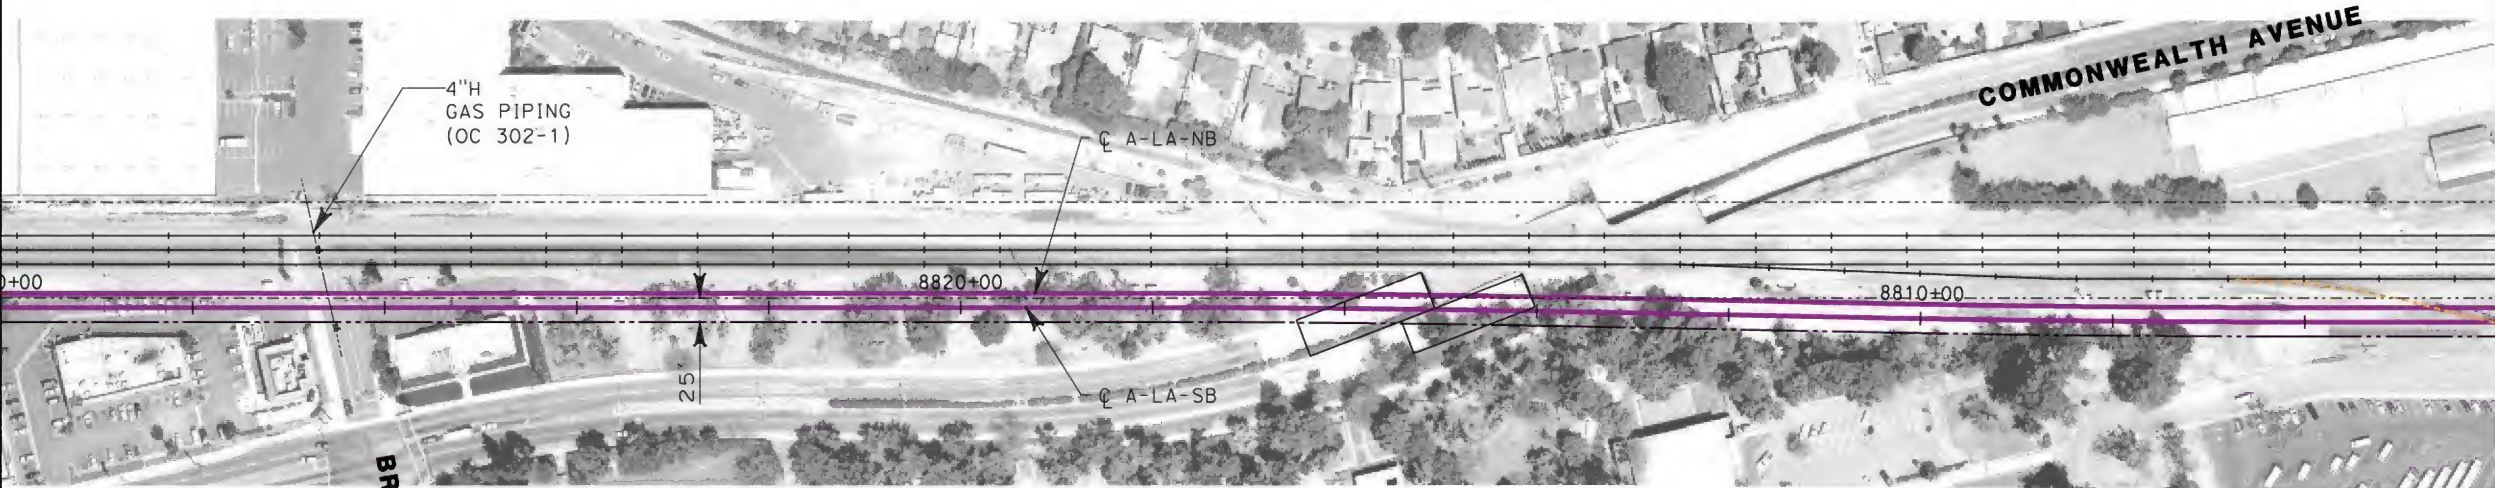 COMMONWEALTH AVENUE
4"H
GAS PIPING
(OC 302-1)
℄ A-LA-NB
0+00
8820+00
8810+00
25'
℄ A-LA-SB
BR